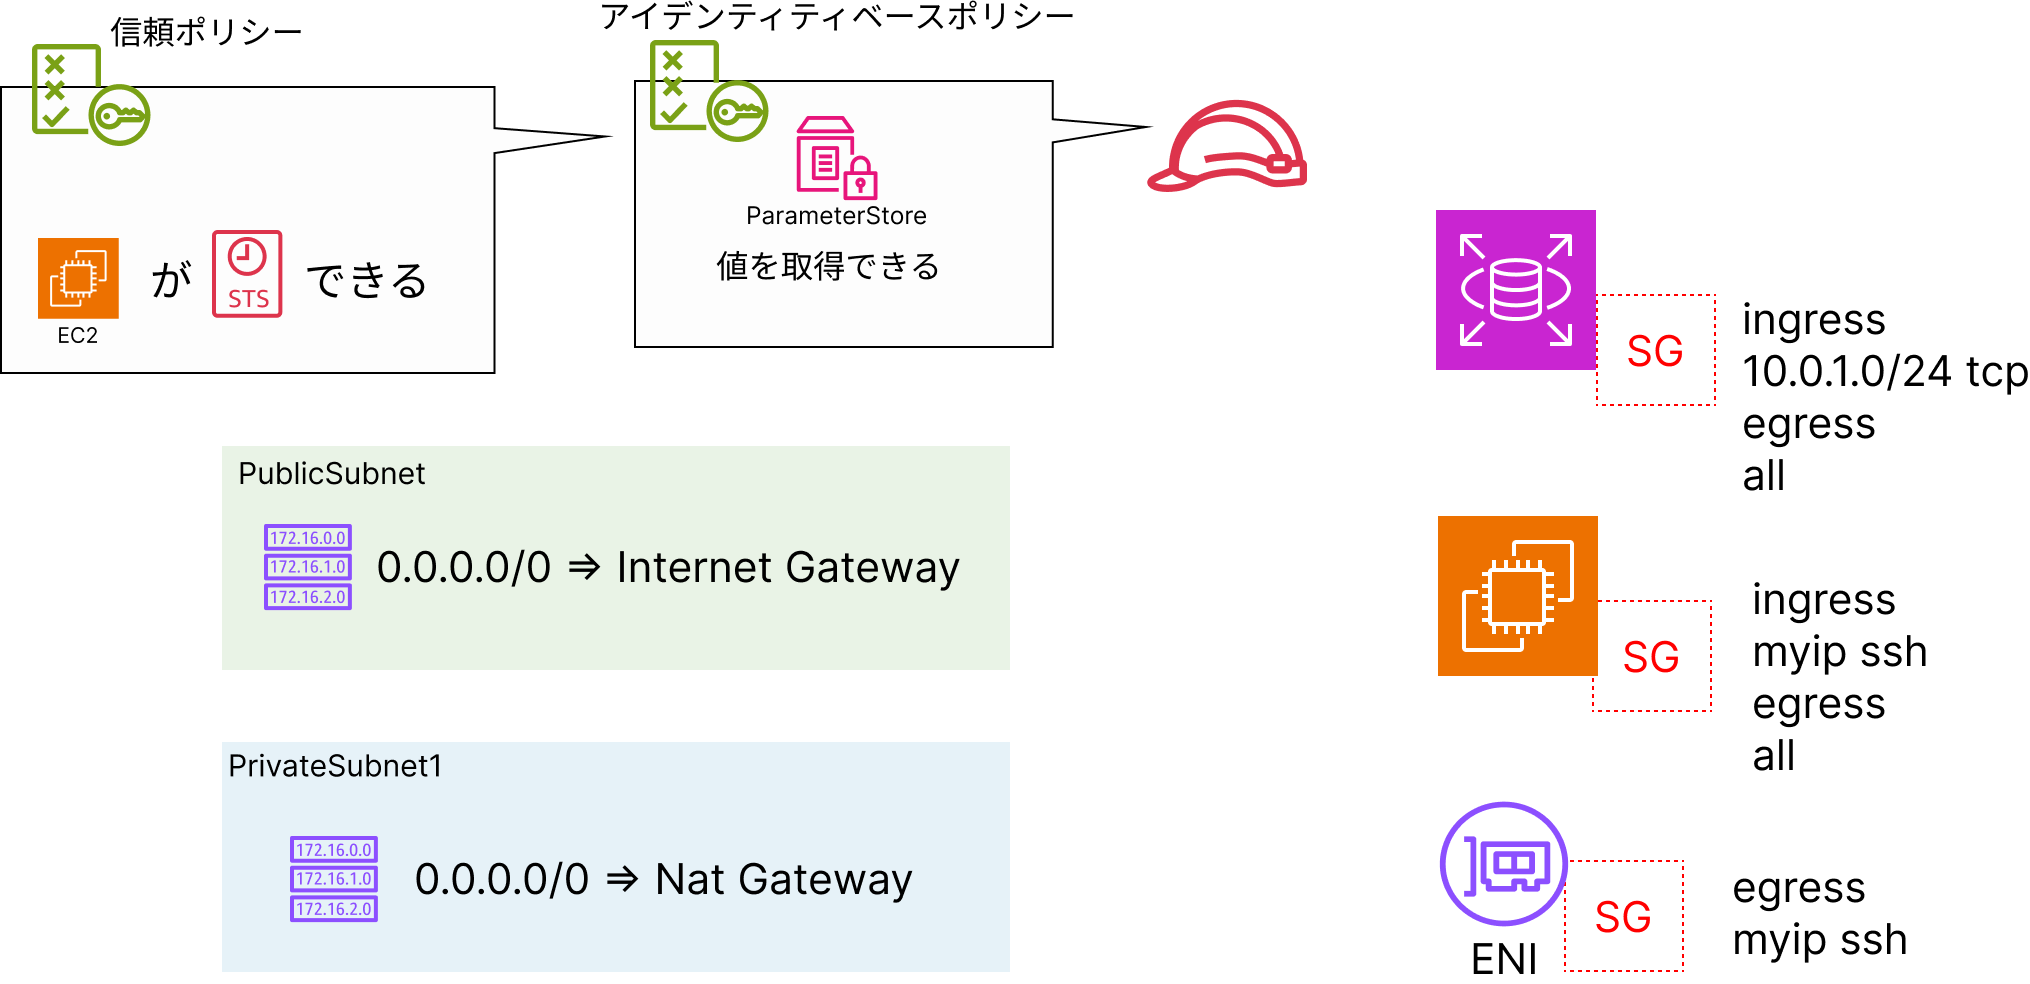 信頼ポリシー
EC2
が
STS
できる
アイデンティティベースポリシー
ParameterStore
値を取得できる
SG
ingress
10.0.1.0/24 tcp
egress
all
PublicSubnet
172.16.0.0
172.16.1.0
172.16.2.0
0.0.0.0/0 ⇒ Internet Gateway
SG
ingress
myip ssh
egress
all
PrivateSubnet1
172.16.0.0
172.16.1.0
172.16.2.0
0.0.0.0/0 ⇒ Nat Gateway
ENI
SG
egress
myip ssh